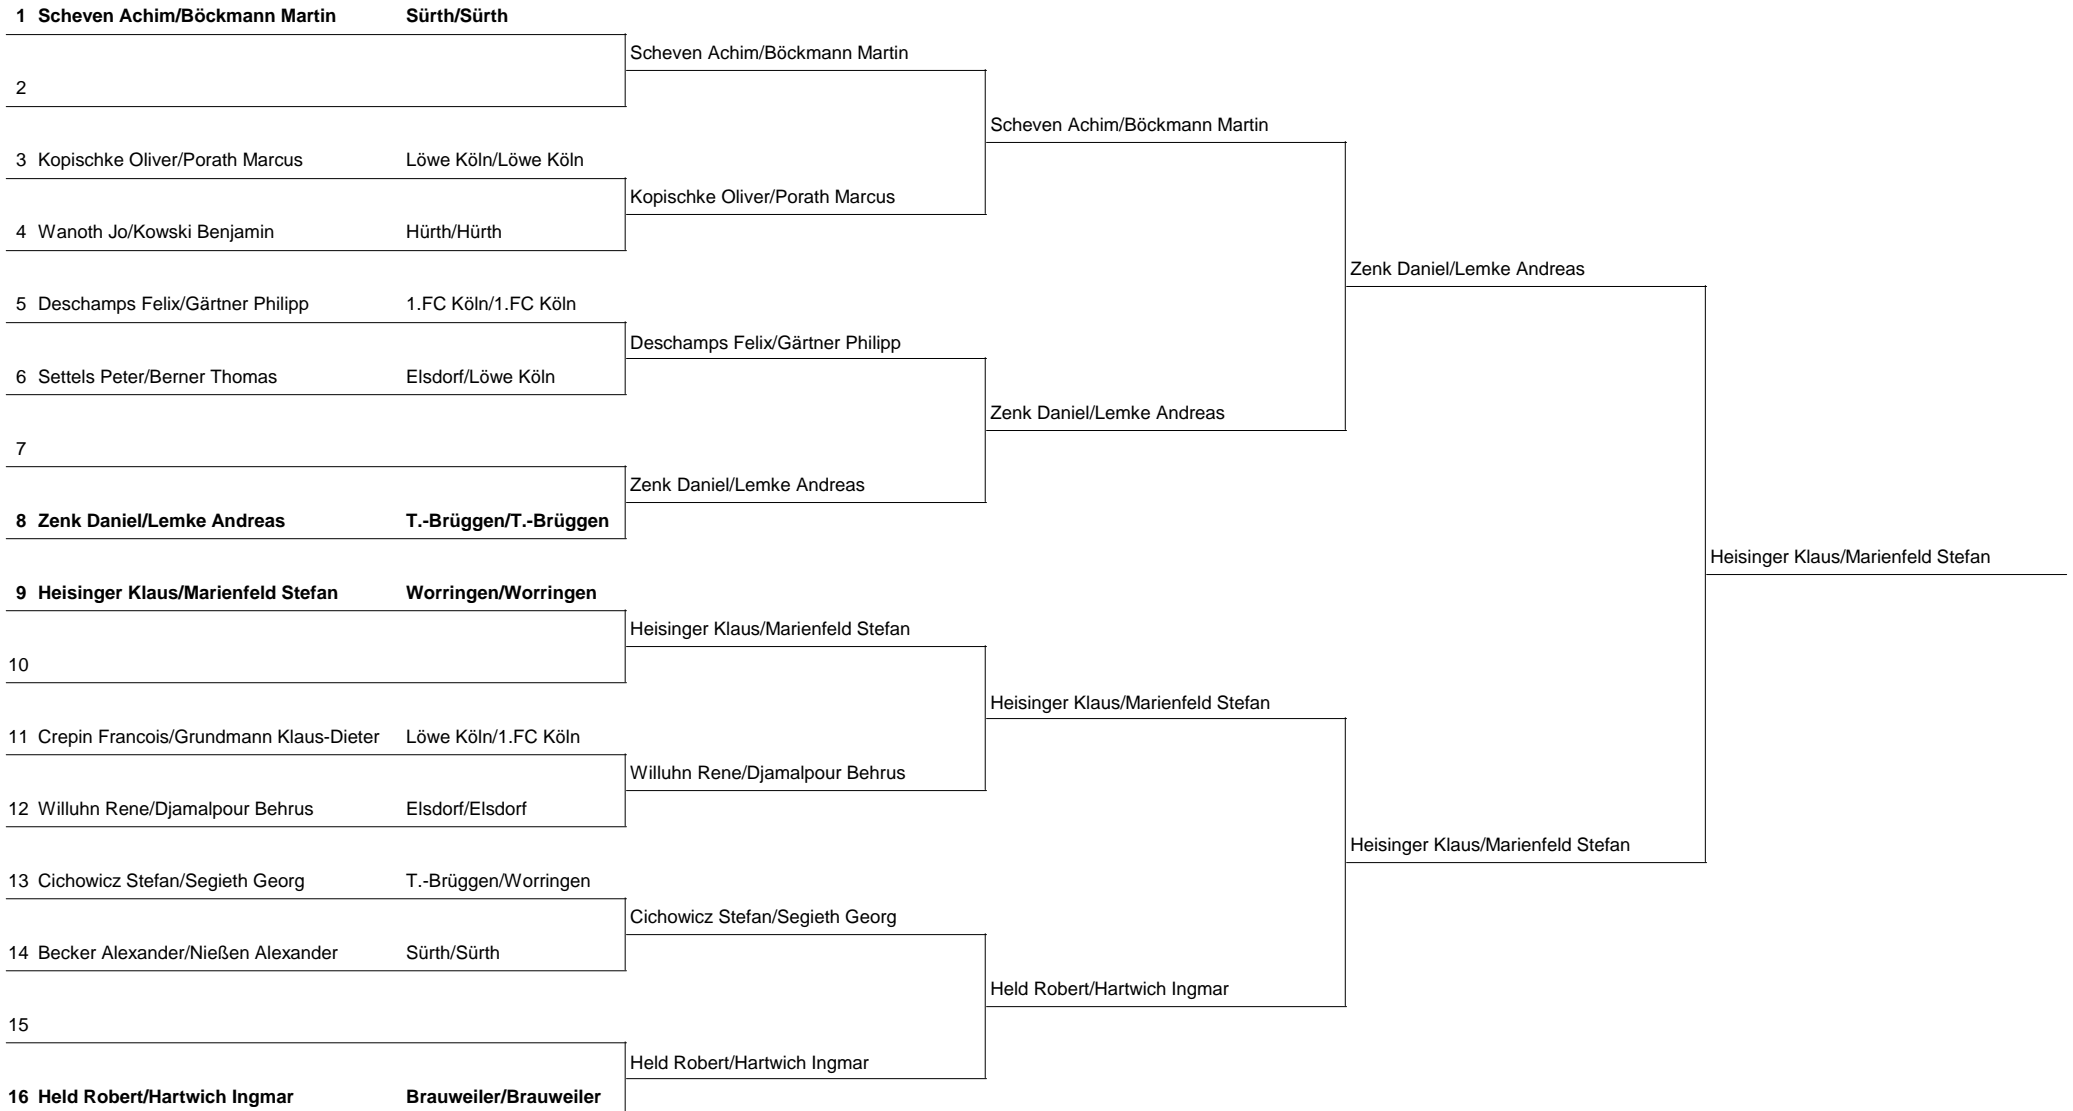 1 Scheven Achim/Böckmann Martin Sürth/Sürth
Scheven Achim/Böckmann Martin
2
Scheven Achim/Böckmann Martin
3 Kopischke Oliver/Porath Marcus Löwe Köln/Löwe Köln
Kopischke Oliver/Porath Marcus
4 Wanoth Jo/Kowski Benjamin Hürth/Hürth
Zenk Daniel/Lemke Andreas
5 Deschamps Felix/Gärtner Philipp 1.FC Köln/1.FC Köln
Deschamps Felix/Gärtner Philipp
6 Settels Peter/Berner Thomas Elsdorf/Löwe Köln
Zenk Daniel/Lemke Andreas
7
Zenk Daniel/Lemke Andreas
8 Zenk Daniel/Lemke Andreas T.-Brüggen/T.-Brüggen
Heisinger Klaus/Marienfeld Stefan
9 Heisinger Klaus/Marienfeld Stefan Worringen/Worringen
Heisinger Klaus/Marienfeld Stefan
10
Heisinger Klaus/Marienfeld Stefan
11 Crepin Francois/Grundmann Klaus-Dieter Löwe Köln/1.FC Köln
Willuhn Rene/Djamalpour Behrus
12 Willuhn Rene/Djamalpour Behrus Elsdorf/Elsdorf
Heisinger Klaus/Marienfeld Stefan
13 Cichowicz Stefan/Segieth Georg T.-Brüggen/Worringen
Cichowicz Stefan/Segieth Georg
14 Becker Alexander/Nießen Alexander Sürth/Sürth
Held Robert/Hartwich Ingmar
15
Held Robert/Hartwich Ingmar
16 Held Robert/Hartwich Ingmar Brauweiler/Brauweiler